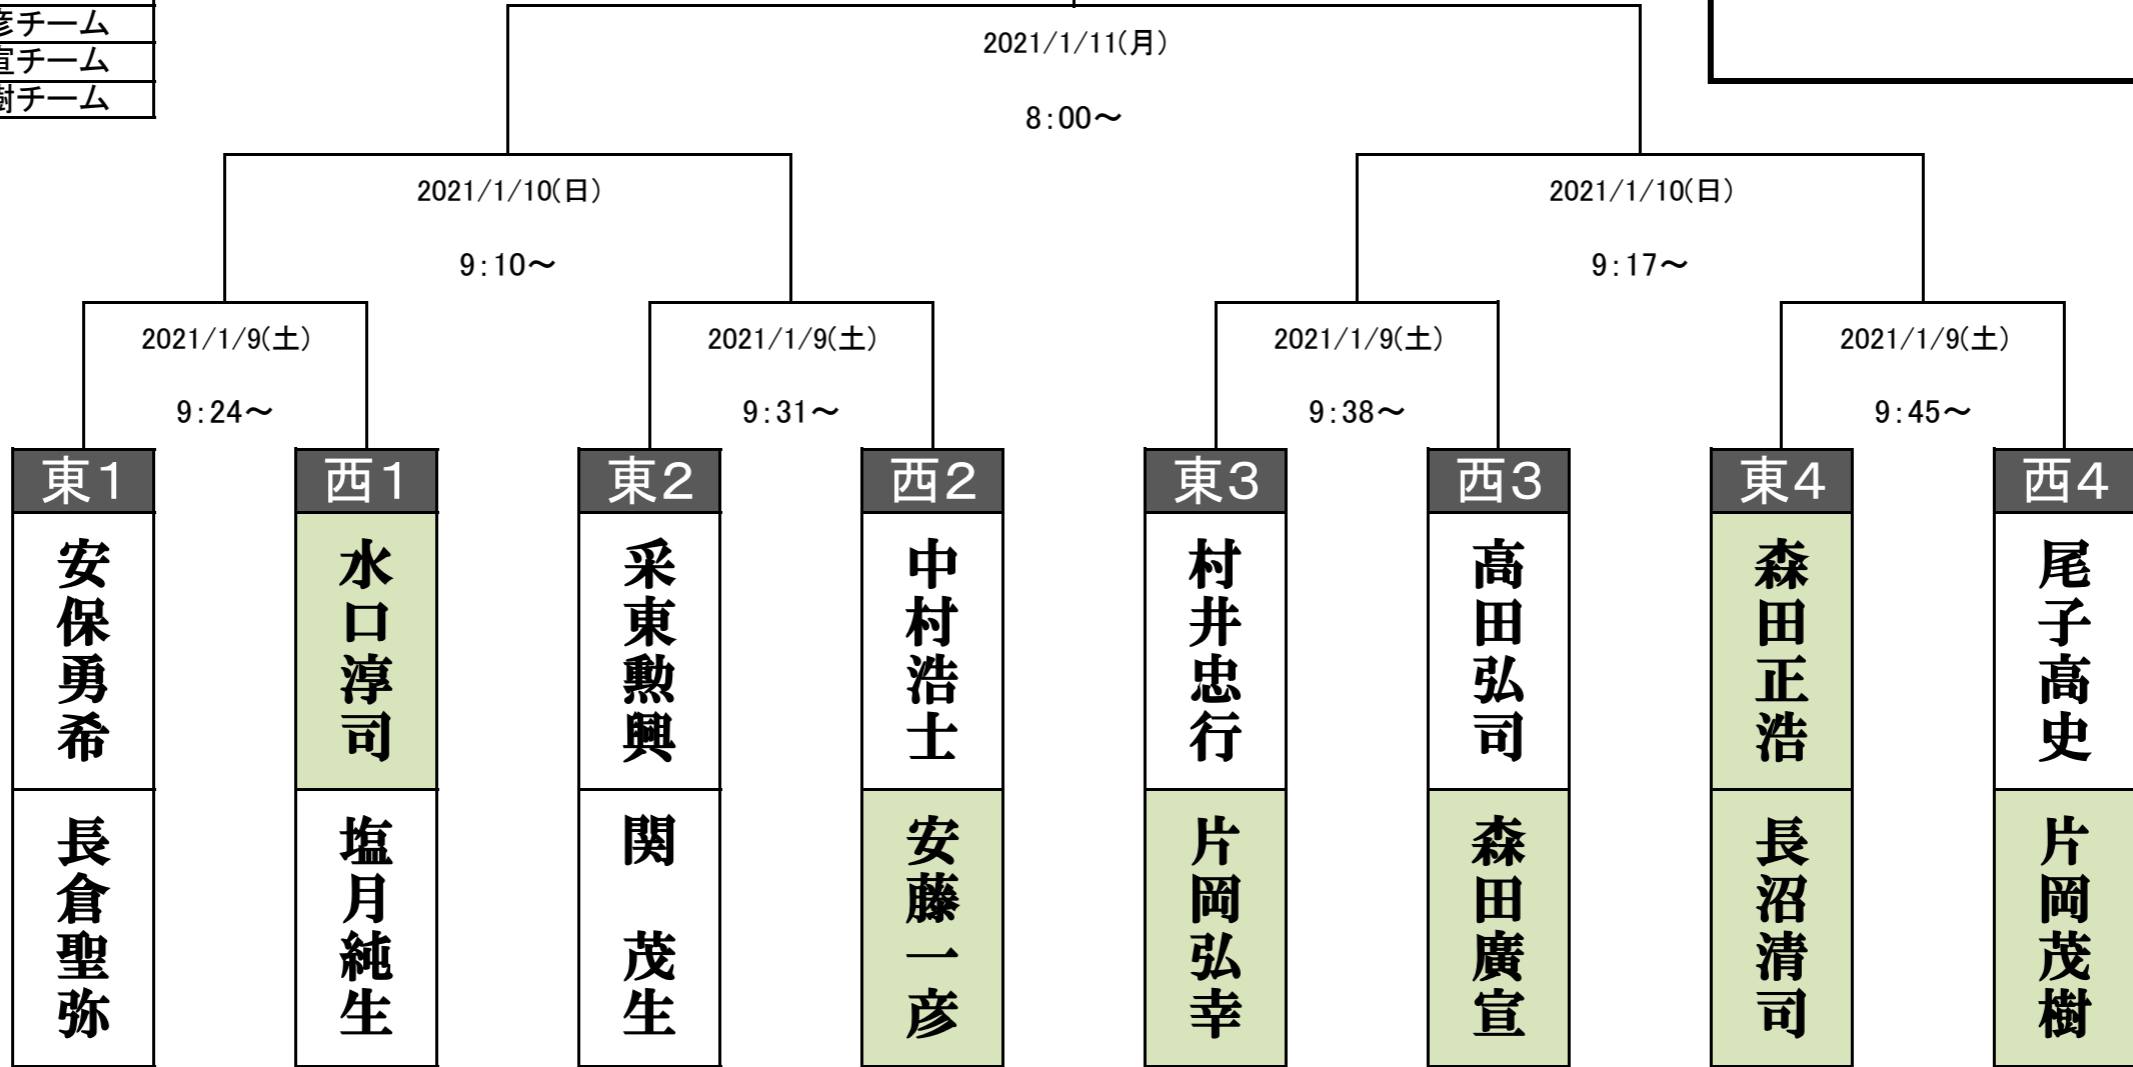 彦チーム
宣チーム
樹チーム
2021/1/11(月)
8:00～
2021/1/10(日)
2021/1/10(日)
9:10～
9:17～
2021/1/9(土)
2021/1/9(土)
2021/1/9(土)
2021/1/9(土)
9:24～
9:31～
9:38～
9:45～
東1
西1
東2
西2
東3
西3
東4
西4
安保勇希
水口淳司
采東勲興
中村浩士
村井忠行
高田弘司
森田正浩
尾子高史
長倉聖弥
塩月純生
関　茂生
安藤一彦
片岡弘幸
森田廣宣
長沼清司
片岡茂樹